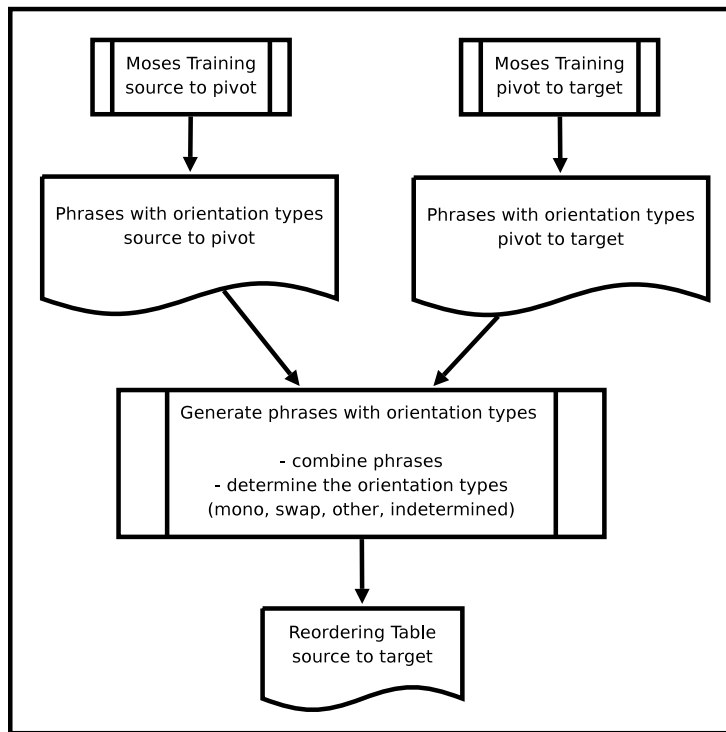 Moses Training
source to pivot
Moses Training
pivot to target
Phrases with orientation types
source to pivot
Phrases with orientation types
pivot to target
Generate phrases with orientation types
- combine phrases
- determine the orientation types
(mono, swap, other, indetermined)
Reordering Table
source to target